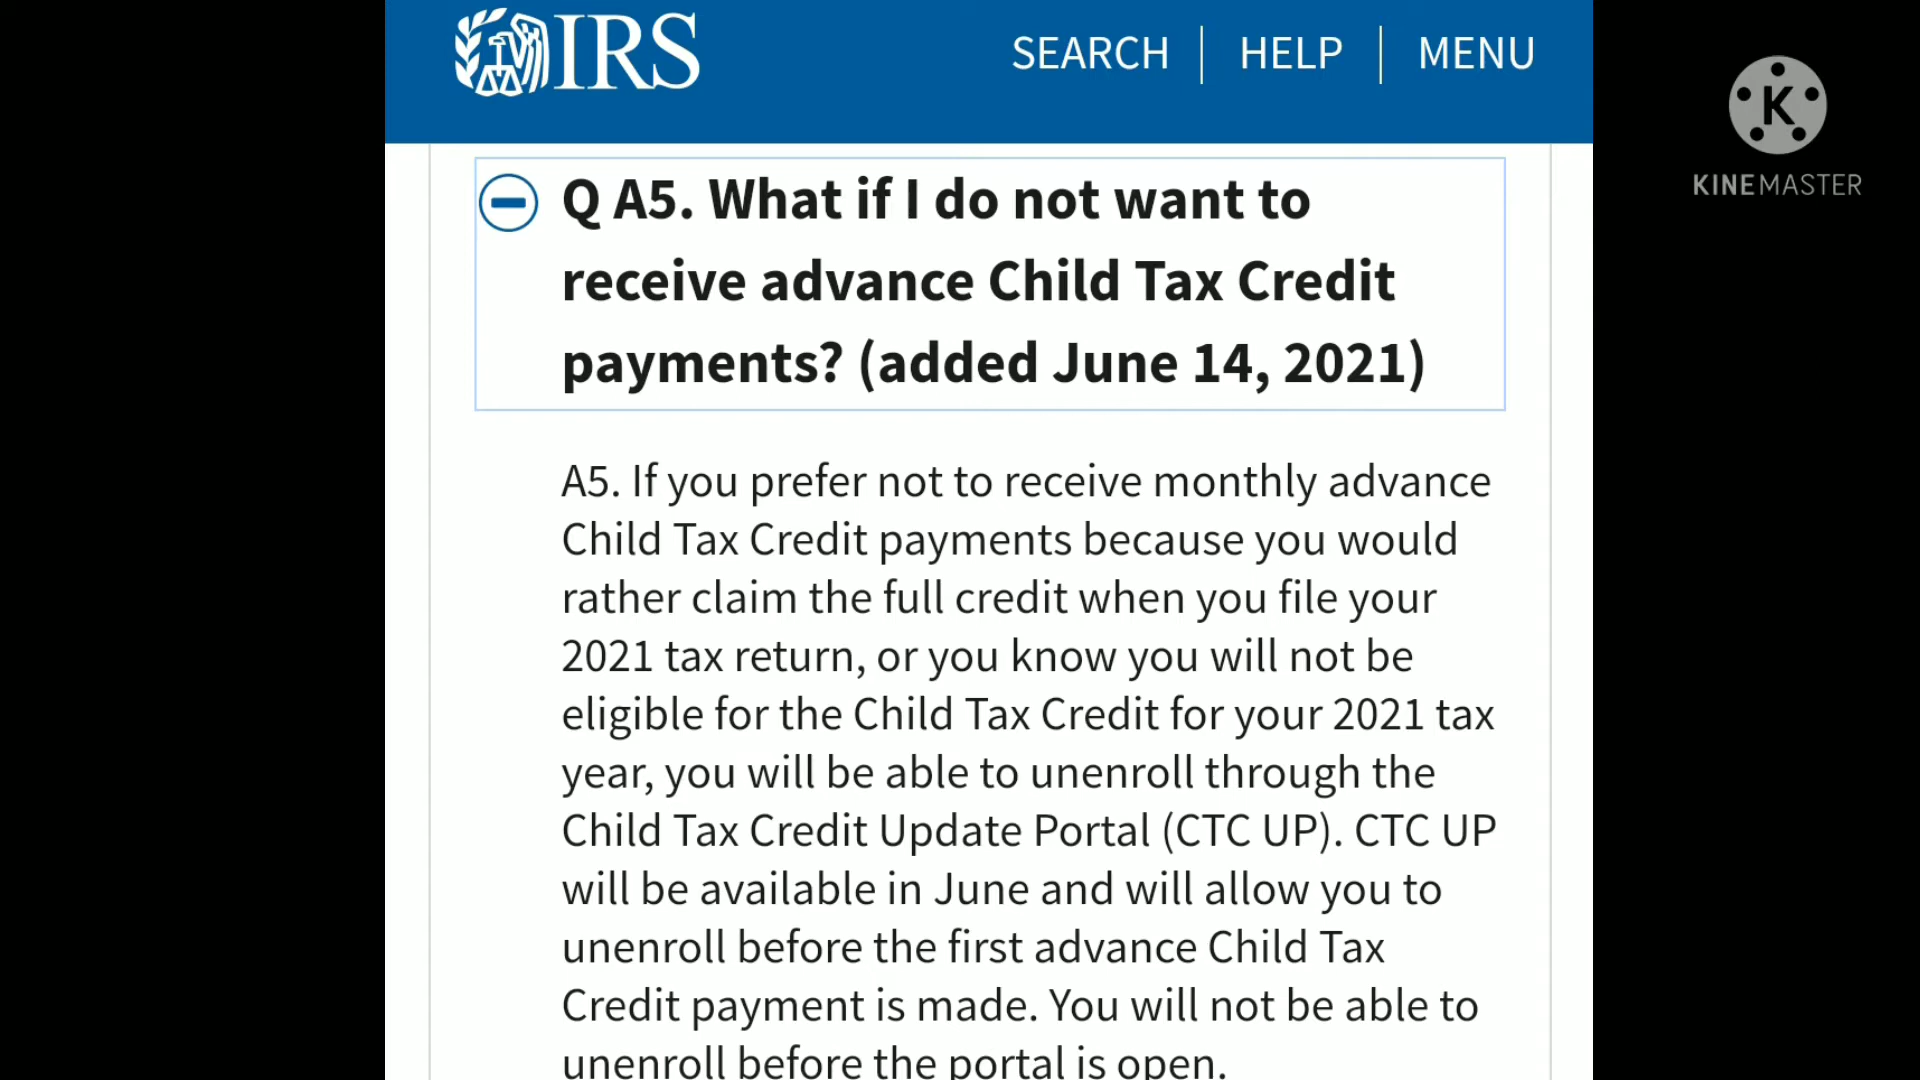 IRS
SEARCH | HELP | MENU
K
KINEMASTER
Q A5. What if I do not want to
receive advance Child Tax Credit
payments? (added June 14, 2021)
A5. If you prefer not to receive monthly advance
Child Tax Credit payments because you would
rather claim the full credit when you file your
2021 tax return, or you know you will not be
eligible for the Child Tax Credit for your 2021 tax
year, you will be able to unenroll through the
Child Tax Credit Update Portal (CTC UP). CTC UP
will be available in June and will allow you to
unenroll before the first advance Child Tax
Credit payment is made. You will not be able to
unenroll before the portal is open.